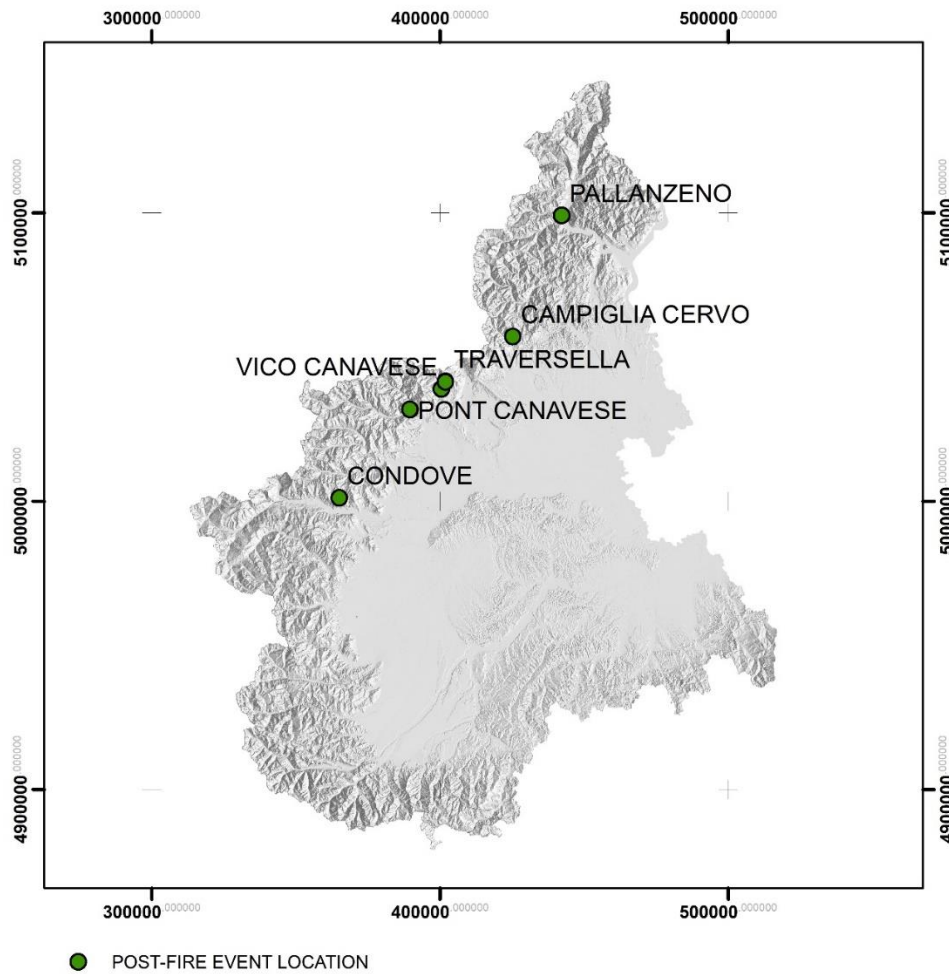 300000.000000 400000.000000 500000.000000
5100000.000000 5100000.000000
PALLANZENO
CAMPIGLIA CERVO
VICO CANAVESE TRAVERSELLA
PONT CANAVESE
CONDOVE
5000000.000000 5000000.000000
4900000.000000 4900000.000000
300000.000000 400000.000000 500000.000000
POST-FIRE EVENT LOCATION